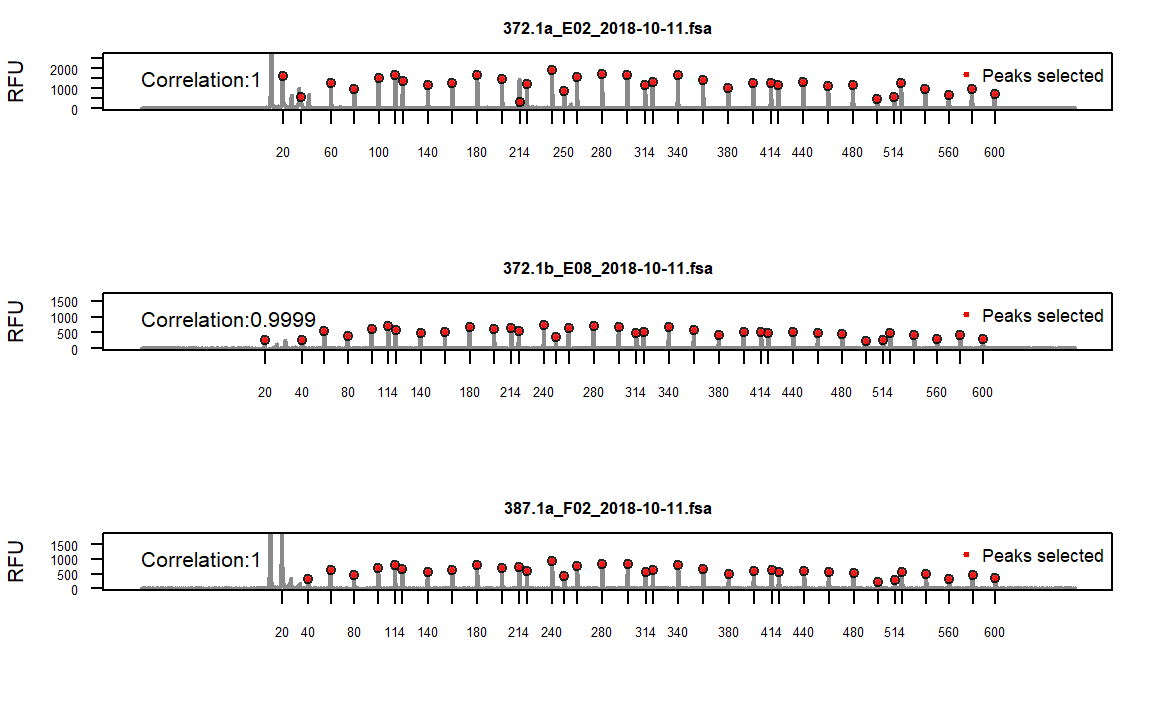 372.1a_E02_2018-10-11.fsa
RFU
2000
1000
0
Correlation:1
Peaks selected
20 60 100 140 180 214 250 280 314 340 380 414 440 480 514 560 600
372.1b_E08_2018-10-11.fsa
RFU
1500
1000
500
0
Correlation:0.9999
Peaks selected
20 40 80 114 140 180 214 240 280 314 340 380 414 440 480 514 560 600
387.1a_F02_2018-10-11.fsa
RFU
1500
1000
500
0
Correlation:1
Peaks selected
20 40 80 114 140 180 214 240 280 314 340 380 414 440 480 514 560 600